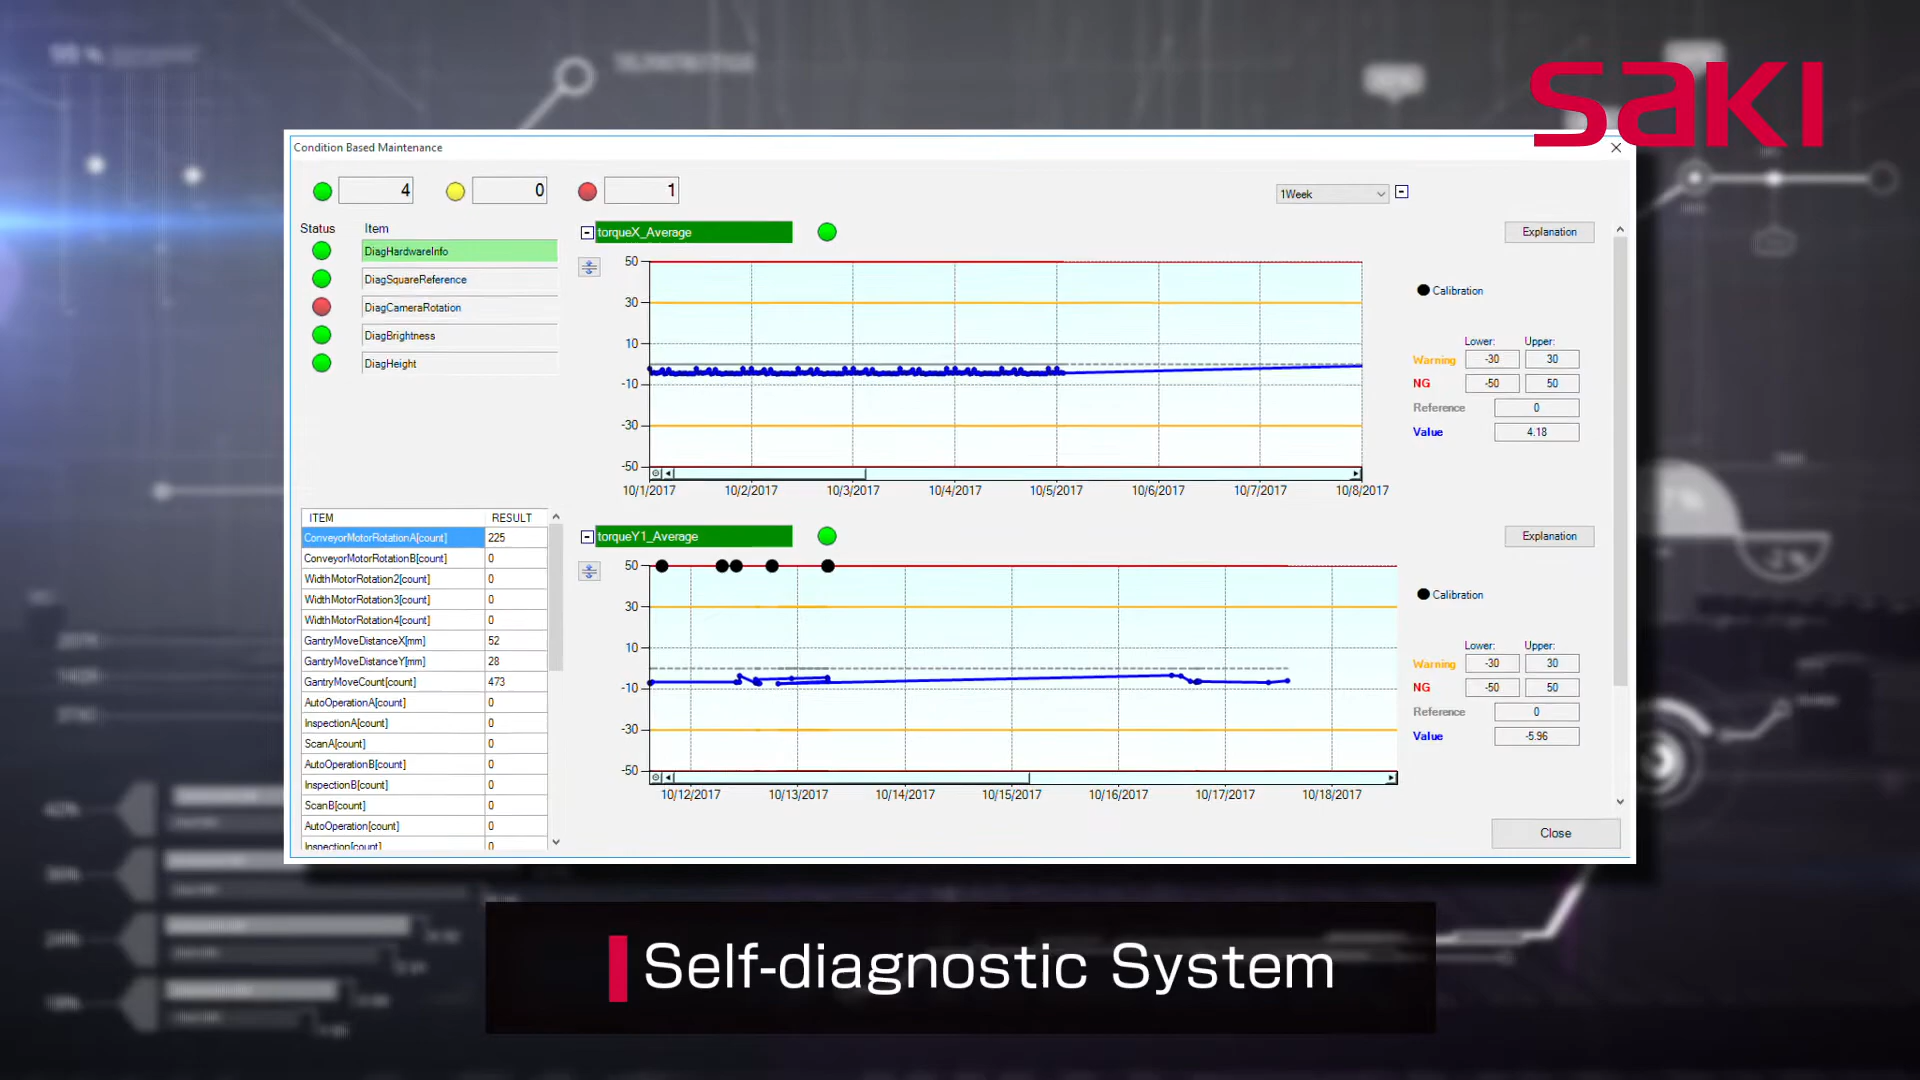 saki
Condition Based Maintenance
4 0 1
1Week
Status Item
DiagHardwareInfo
DiagSquareReference
DiagCameraRotation
DiagBrightness
DiagHeight
ITEM RESULT
ConveyorMotorRotationA[count] 225
ConveyorMotorRotationB[count] 0
WidthMotorRotation2[count] 0
WidthMotorRotation3[count] 0
WidthMotorRotation4[count] 0
GantryMoveDistanceX[mm] 52
GantryMoveDistanceY[mm] 28
GantryMoveCount[count] 473
AutoOperationA[count] 0
InspectionA[count] 0
ScanA[count] 0
AutoOperationB[count] 0
InspectionB[count] 0
ScanB[count] 0
AutoOperation[count] 0
Inspection[count]
torqueX_Average
Explanation
50
30
10
-10
-30
-50
10/1/2017 10/2/2017 10/3/2017 10/4/2017 10/5/2017 10/6/2017 10/7/2017 10/8/2017
Calibration
Lower: Upper:
Warning -30 30
NG -50 50
Reference 0
Value 4.18
torqueY1_Average
Explanation
50
30
10
-10
-30
-50
10/12/2017 10/13/2017 10/14/2017 10/15/2017 10/16/2017 10/17/2017 10/18/2017
Calibration
Lower: Upper:
Warning -30 30
NG -50 50
Reference 0
Value -5.96
Close
Self-diagnostic System